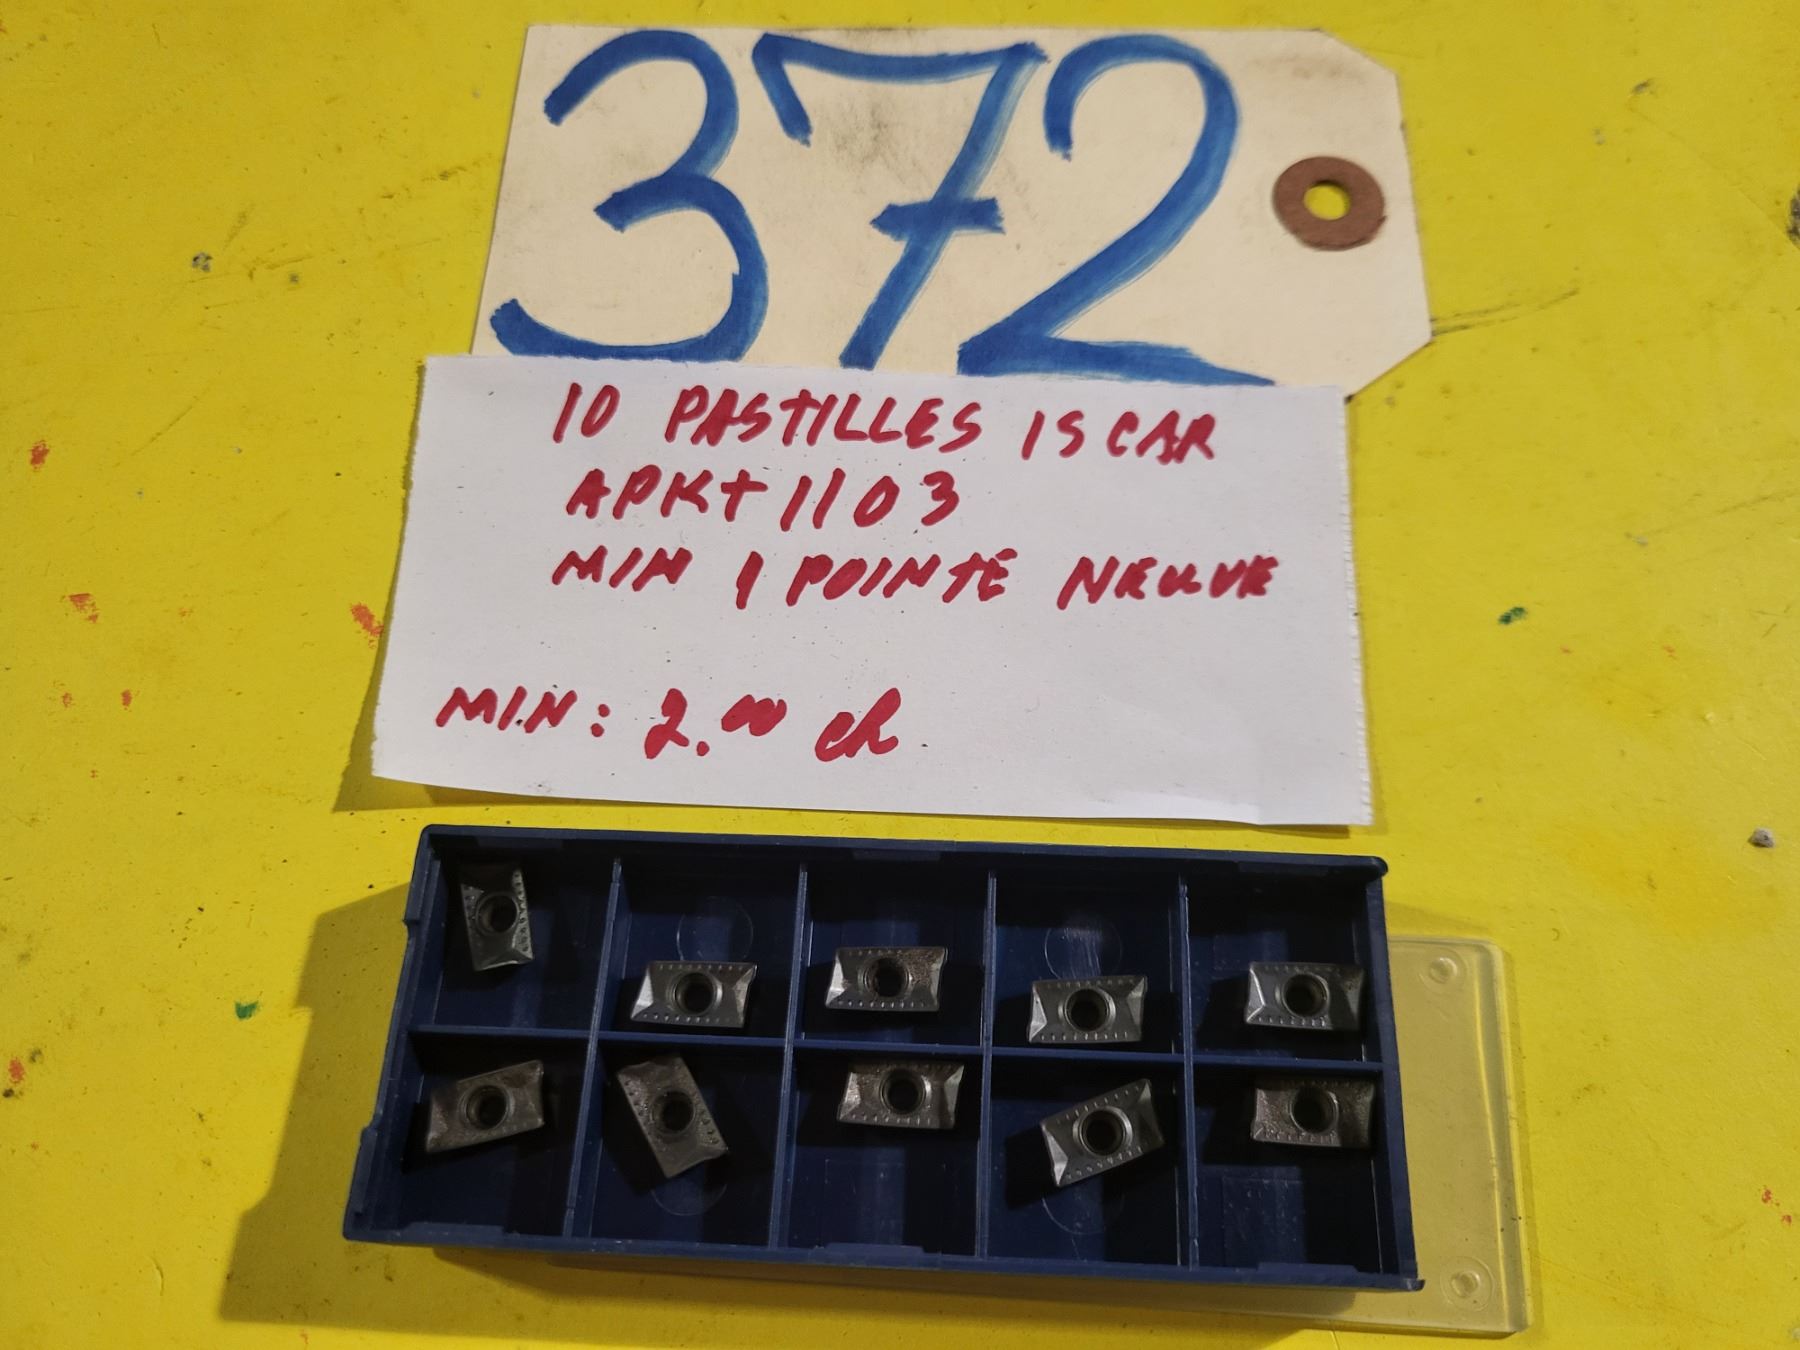 372
10 PASTILLES ISCAR
APKT 1103
MIN 1 POINTE NEUVE
MIN: 2.00 ch